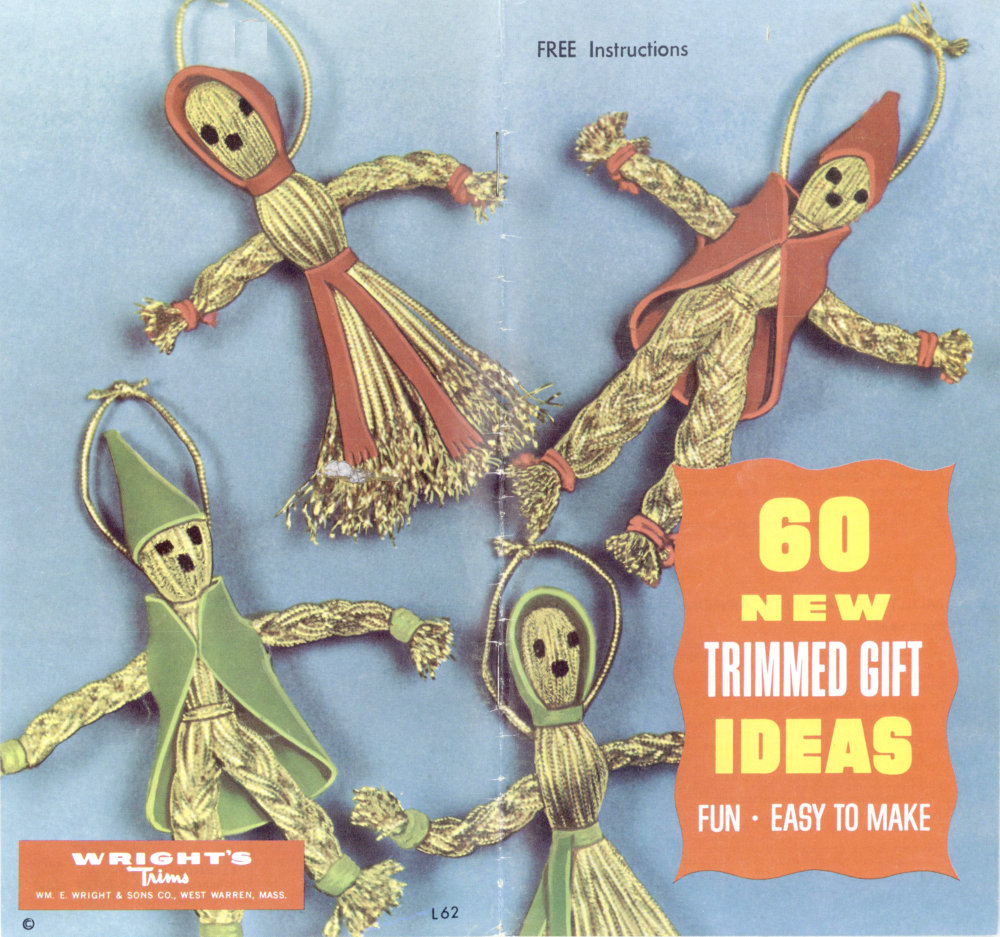 FREE Instructions
60
NEW
TRIMMED GIFT
IDEAS
FUN · EASY TO MAKE
WRIGHT'S
Trims
WM. E. WRIGHT & SONS CO., WEST WARREN, MASS.
©
L62